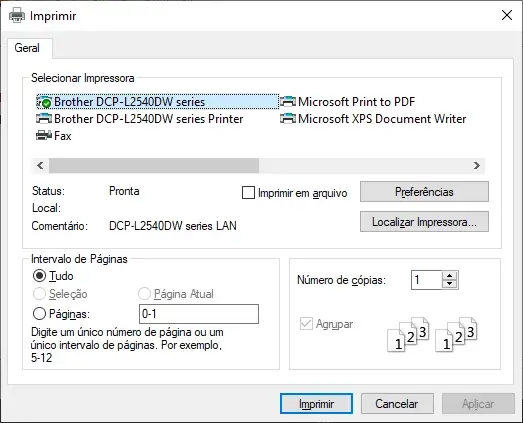 Imprimir
Geral
Selecionar Impressora
Brother DCP-L2540DW series
Microsoft Print to PDF
Brother DCP-L2540DW series Printer
Microsoft XPS Document Writer
Fax
Status: Pronta
Imprimir em arquivo
Preferências
Local:
Comentário: DCP-L2540DW series LAN
Localizar Impressora...
Intervalo de Páginas
Tudo
Seleção
Página Atual
Páginas: 0-1
Digite um único número de página ou um
único intervalo de páginas. Por exemplo,
5-12
Número de cópias: 1
Agrupar
1 2 3 1 2 3
Imprimir
Cancelar
Aplicar